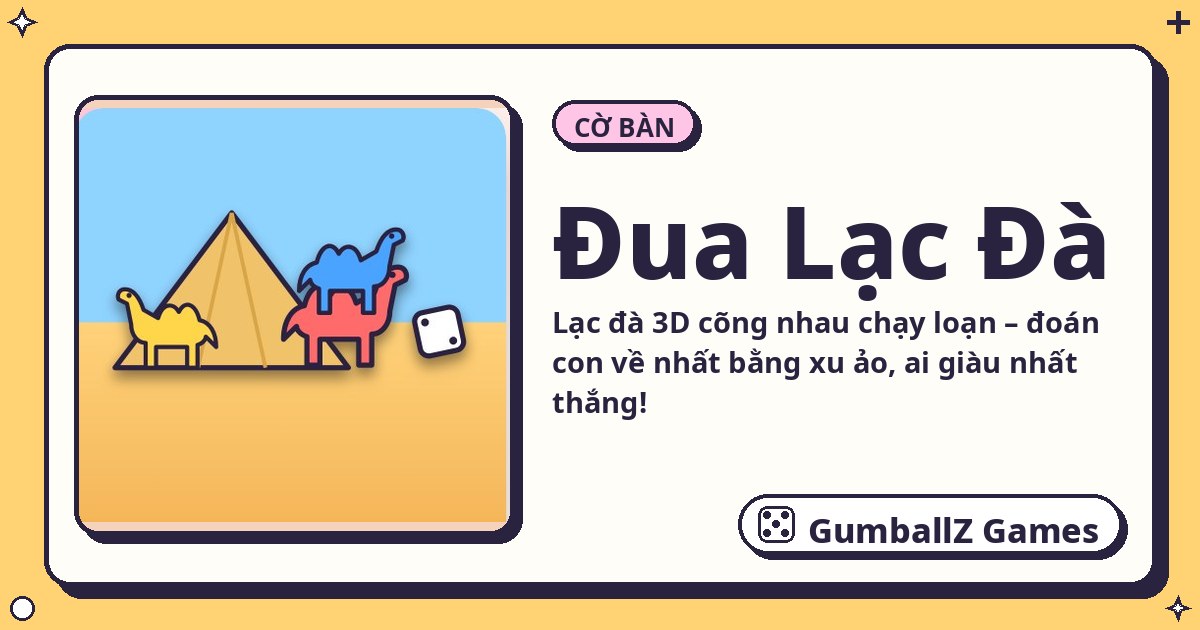 CỜ BÀN
Đua Lạc Đà
Lạc đà 3D cõng nhau chạy loạn – đoán
con về nhất bằng xu ảo, ai giàu nhất
thắng!
GumballZ Games